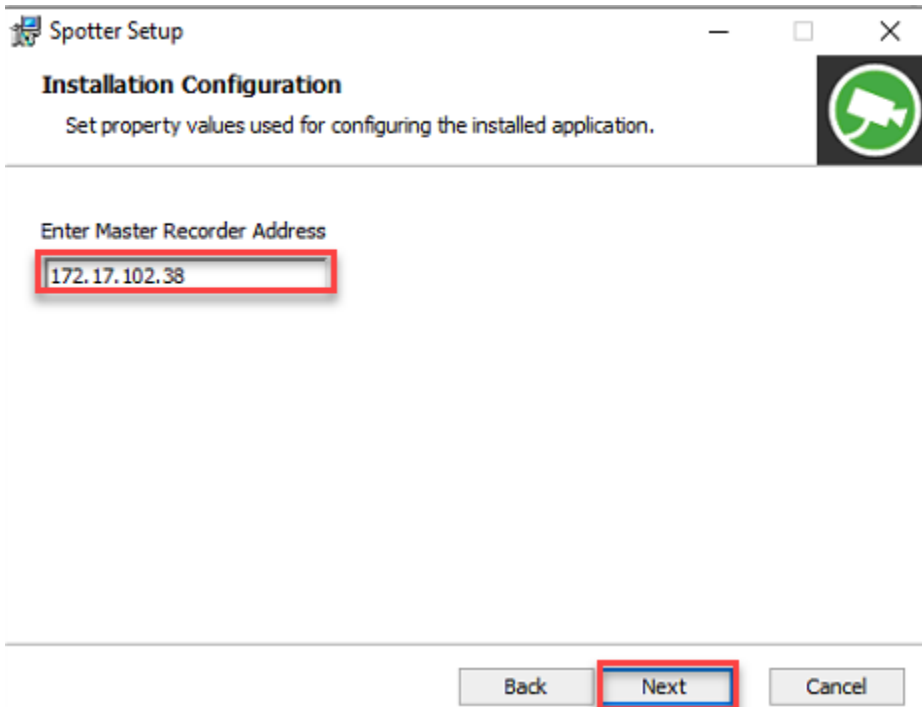 Spotter Setup
Installation Configuration
Set property values used for configuring the installed application.
Enter Master Recorder Address
172.17.102.38
Back Next Cancel